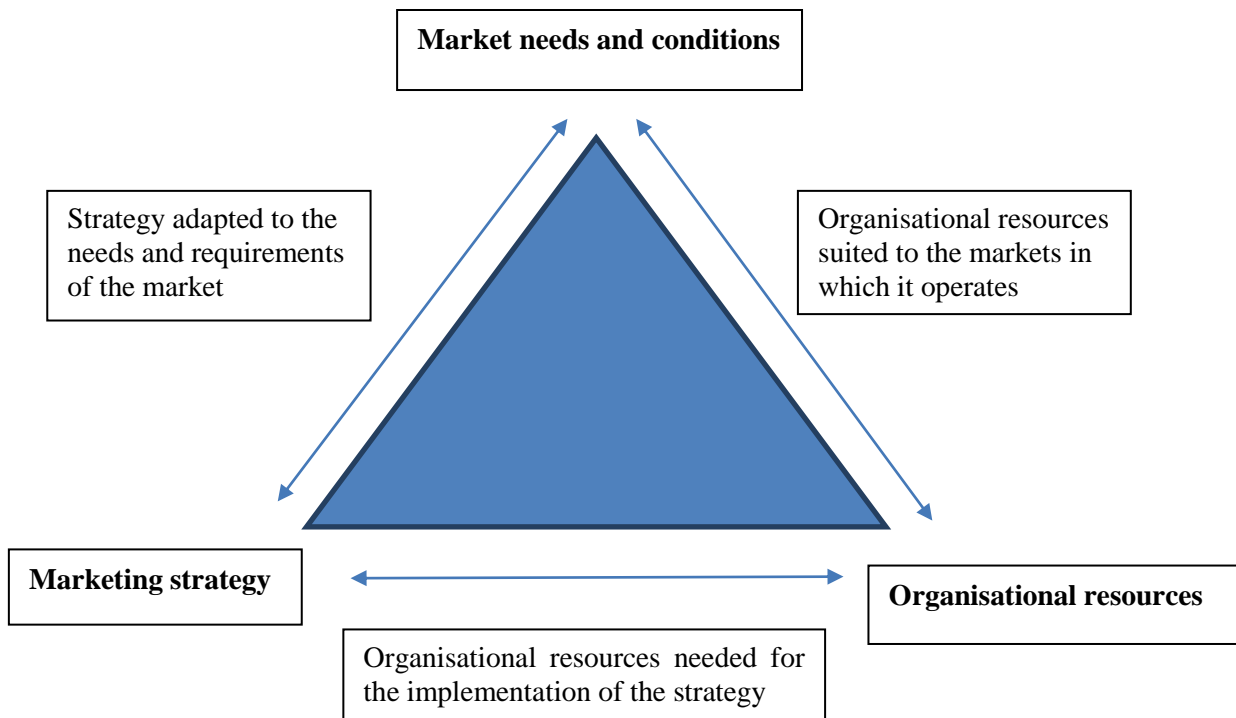 Market needs and conditions
Strategy adapted to the
needs and requirements
of the market
Organisational resources
suited to the markets in
which it operates
Marketing strategy
Organisational resources
Organisational resources needed for
the implementation of the strategy